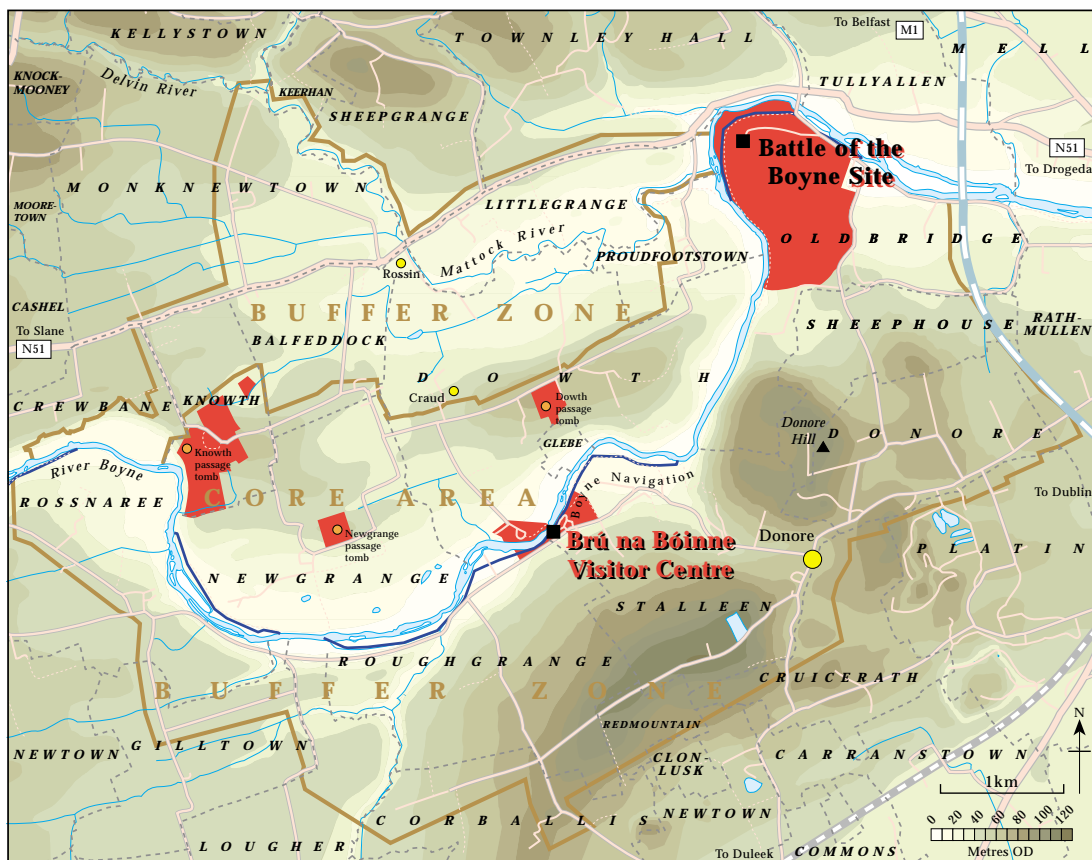 KELLYSTOWN
TOWNLEY HALL
To Belfast
M1
MELL
KNOCK-
MOONEY
Delvin River
KEERHAN
SHEEPGRANGE
TULLYALLEN
N51
To Drogeda
Battle of the
Boyne Site
MONKNEWTOWN
MOORE-
TOWN
LITTLEGRANGE
Mattock River
OLDBRIDGE
PROUDFOOTSTOWN
Rossin
CASHEL
To Slane
N51
BUFFER ZONE
BALFEDDOCK
SHEEPHOUSE
RATH-
MULLEN
DOWTH
Craud
Dowth
passage
tomb
CREWBANE
KNOWTH
Knowth
passage
tomb
GLEBE
Donore
Hill
DONORE
River Boyne
ROSSNAREE
CORE AREA
Boyne Navigation
To Dublin
Newgrange
passage
tomb
Brú na Bóinne
Visitor Centre
Donore
PLATIN
NEWGRANGE
STALLEEN
ROUGHGRANGE
CRUICERATH
BUFFER ZONE
REDMOUNTAIN
NEWTOWN
GILLTOWN
CLON-
LUSK
CARRANSTOWN
N
1km
CORBALLIS
NEWTOWN
0 20 40 60 80 100 120
Metres OD
LOUGHER
To Duleek
COMMONS